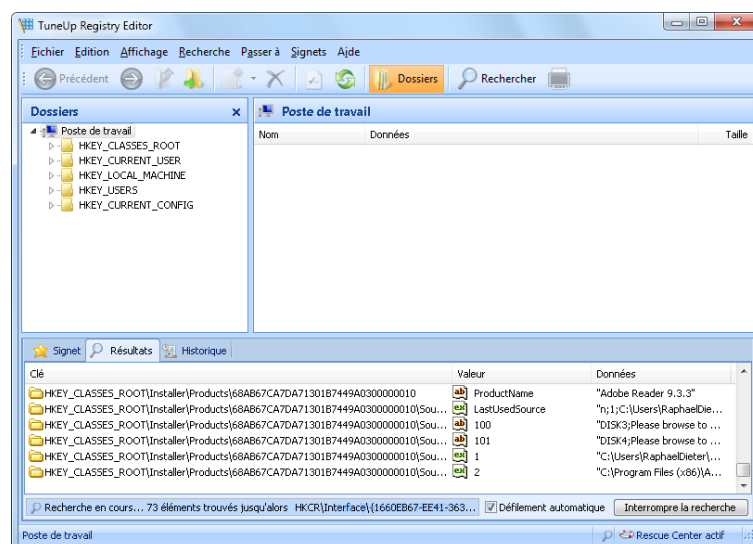 TuneUp Registry Editor
Fichier Edition Affichage Recherche Passer à Signets Aide
Précédent Dossiers Rechercher
Dossiers x
Poste de travail
HKEY_CLASSES_ROOT
HKEY_CURRENT_USER
HKEY_LOCAL_MACHINE
HKEY_USERS
HKEY_CURRENT_CONFIG
Poste de travail
Nom Données Taille
Signet Résultats Historique
Clé Valeur Données
HKEY_CLASSES_ROOT\Installer\Products\68AB67CA7DA71301B7449A0300000010 ab ProductName "Adobe Reader 9.3.3"
HKEY_CLASSES_ROOT\Installer\Products\68AB67CA7DA71301B7449A0300000010\Sou... ex LastUsedSource "n;1;C:\Users\RaphaelDie...
HKEY_CLASSES_ROOT\Installer\Products\68AB67CA7DA71301B7449A0300000010\Sou... ab 100 "DISK3;Please browse to ...
HKEY_CLASSES_ROOT\Installer\Products\68AB67CA7DA71301B7449A0300000010\Sou... ab 101 "DISK4;Please browse to ...
HKEY_CLASSES_ROOT\Installer\Products\68AB67CA7DA71301B7449A0300000010\Sou... ex 1 "C:\Users\RaphaelDieter\...
HKEY_CLASSES_ROOT\Installer\Products\68AB67CA7DA71301B7449A0300000010\Sou... ex 2 "C:\Program Files (x86)\A...
Recherche en cours... 73 éléments trouvés jusqu'alors HKCR\Interface\{1660EB67-EE41-363... Défilement automatique Interrompre la recherche
Poste de travail Rescue Center actif